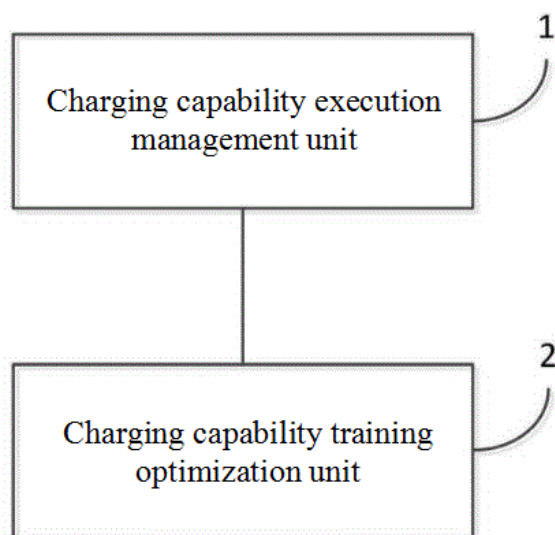 1
Charging capability execution
management unit
2
Charging capability training
optimization unit